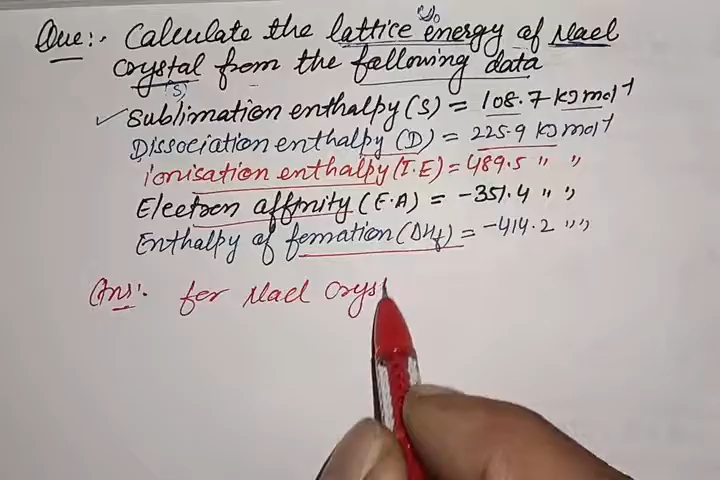 Que:- Calculate the lattice energy of Nacl
crystal from the following data
(S)
Sublimation enthalpy (S) = 108.7 KJ mol-1
Dissociation enthalpy (D) = 225.9 KJ mol-1
ionisation enthalpy (I.E) = 489.5 " "
Electron affinity (E.A) = -351.4 " "
Enthalpy of formation (ΔHf) = -414.2 " "
Ans:- for Nacl crys